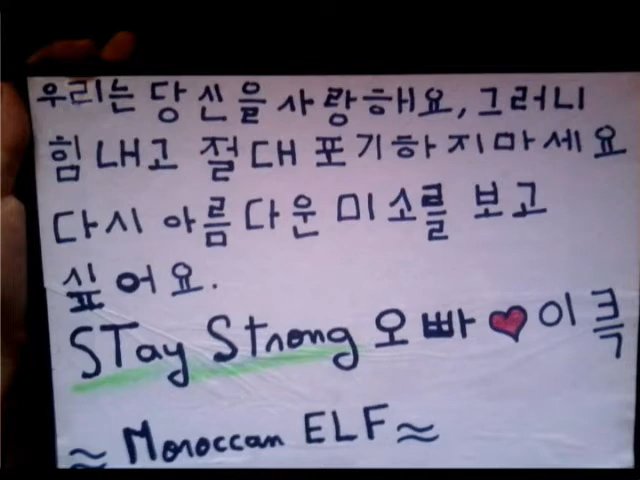 우리는 당신을 사랑해요, 그러니
힘내고 절대 포기하지마세요
다시 아름다운 미소를 보고
싶어요.
STay Strong 오빠 ♥ 이특
≈ Moroccan ELF ≈